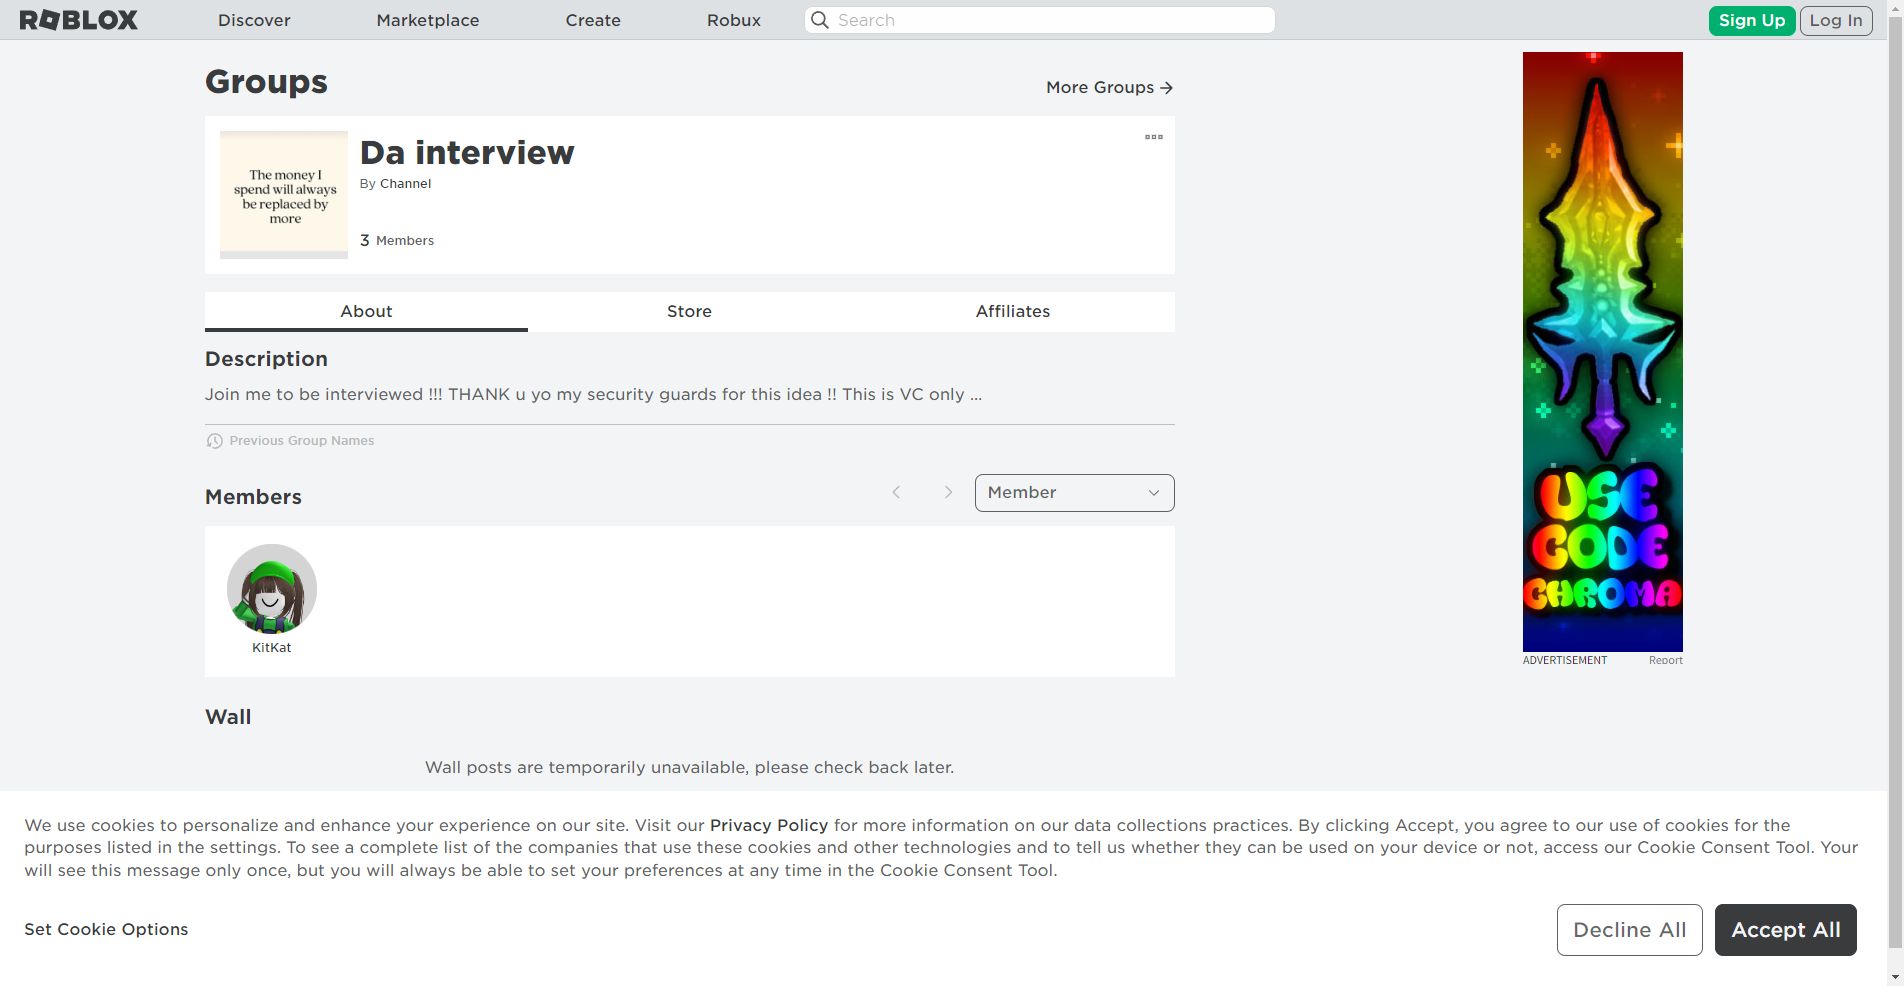 ROBLOX Discover Marketplace Create Robux Search Sign Up Log In
Groups
More Groups
The money I
spend will always
be replaced by
more
Da interview
By Channel
3 Members
About Store Affiliates
Description
Join me to be interviewed !!! THANK u yo my security guards for this idea !! This is VC only ...
Previous Group Names
Members
Member
KitKat
Wall
Wall posts are temporarily unavailable, please check back later.
USE
CODE
CHROMA
ADVERTISEMENT Report
We use cookies to personalize and enhance your experience on our site. Visit our Privacy Policy for more information on our data collections practices. By clicking Accept, you agree to our use of cookies for the
purposes listed in the settings. To see a complete list of the companies that use these cookies and other technologies and to tell us whether they can be used on your device or not, access our Cookie Consent Tool. Your
will see this message only once, but you will always be able to set your preferences at any time in the Cookie Consent Tool.
Set Cookie Options
Decline All
Accept All